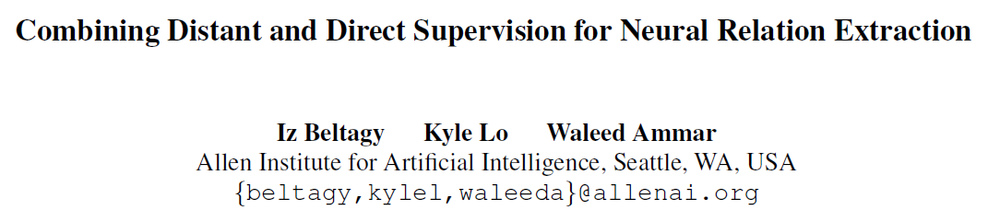 Combining Distant and Direct Supervision for Neural Relation Extraction
Iz Beltagy Kyle Lo Waleed Ammar
Allen Institute for Artificial Intelligence, Seattle, WA, USA
{beltagy,kylel,waleeda}@allenai.org